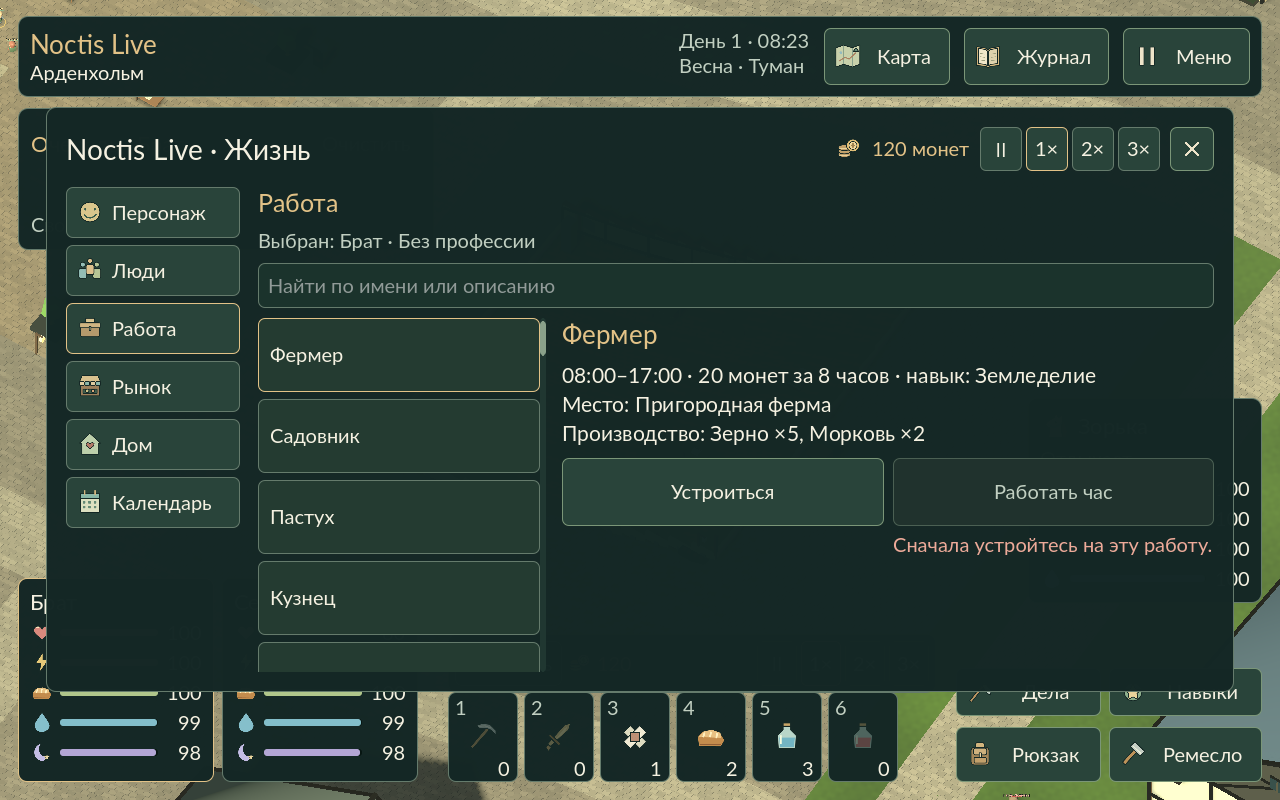 Noctis Live
Арденхольм
День 1 · 08:23
Весна · Туман
Карта
Журнал
Меню
Noctis Live · Жизнь
120 монет
1×
2×
3×
Персонаж
Люди
Работа
Рынок
Дом
Календарь
Работа
Выбран: Брат · Без профессии
Найти по имени или описанию
Фермер
Садовник
Пастух
Кузнец
Фермер
08:00–17:00 · 20 монет за 8 часов · навык: Земледелие
Место: Пригородная ферма
Производство: Зерно ×5, Морковь ×2
Устроиться
Работать час
Сначала устройтесь на эту работу.
100
99
98
100
99
98
1
0
2
0
3
1
4
2
5
3
6
0
Дела
Навыки
Рюкзак
Ремесло